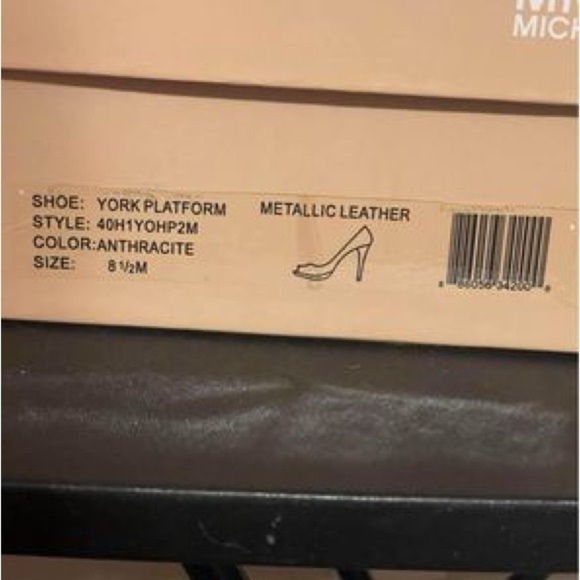 MICH
SHOE: YORK PLATFORM METALLIC LEATHER
STYLE: 40H1YOHP2M
COLOR:ANTHRACITE
SIZE: 8 1/2M